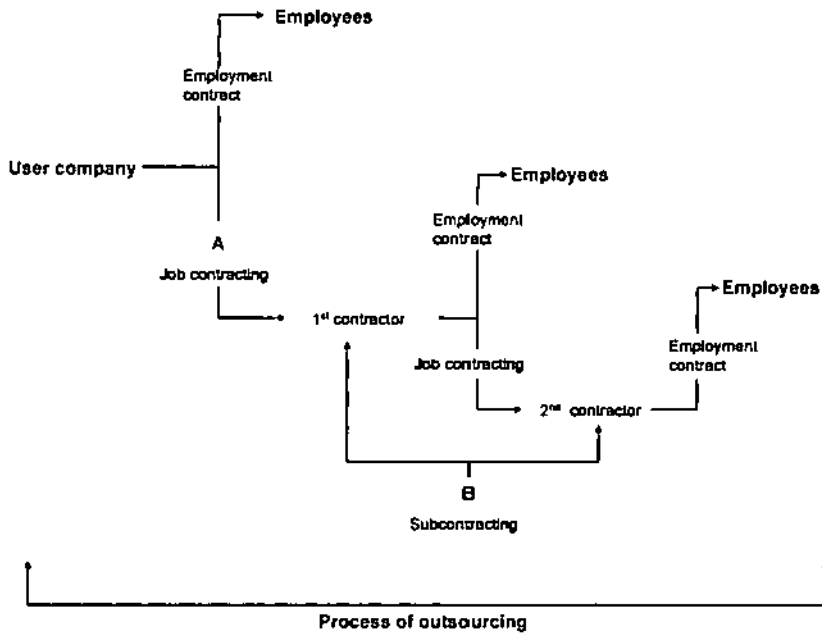 Employees
Employment
contract
User company
Employees
A
Employment
contract
Job contracting
Employees
1st contractor
Employment
contract
Job contracting
2nd contractor
B
Subcontracting
Process of outsourcing